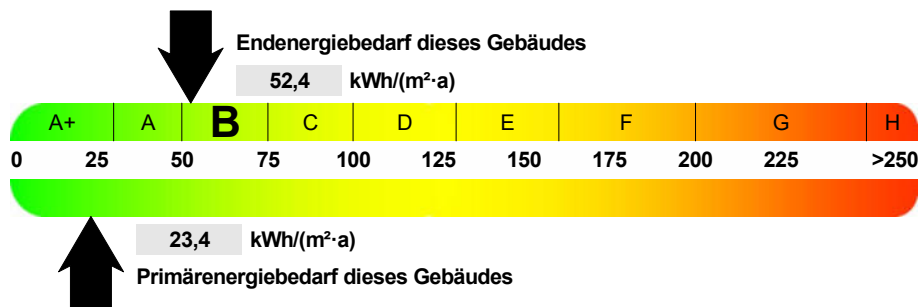 Endenergiebedarf dieses Gebäudes
52,4 kWh/(m²·a)
A+ A B C D E F G H
0 25 50 75 100 125 150 175 200 225 >250
23,4 kWh/(m²·a)
Primärenergiebedarf dieses Gebäudes